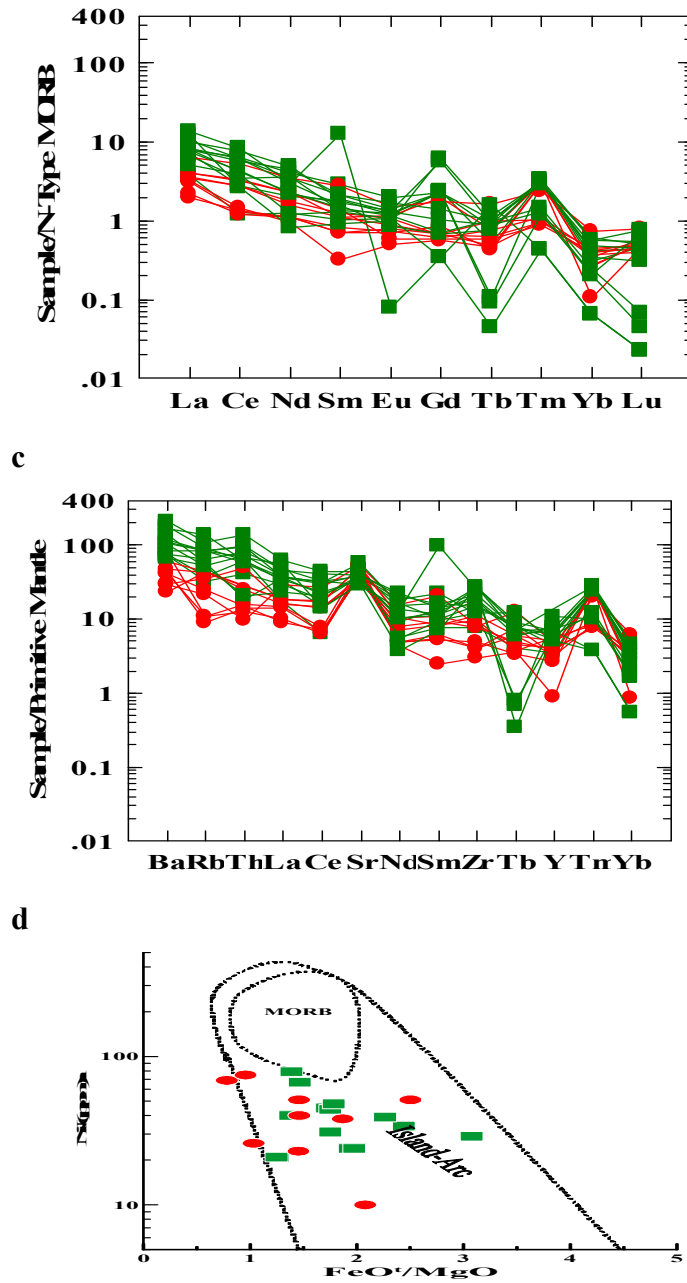 400
100
10
1
0.1
.01
Sample/N-Type MORB
La Ce Nd Sm Eu Gd Tb Tm Yb Lu
c
400
100
10
1
0.1
.01
Sample/Primitive Mantle
Ba Rb Th La Ce Sr Nd Sm Zr Tb Y Tm Yb
d
MORB
100
Ni(ppm)
Island-Arc
10
0 1 2 3 4 5
FeOᵗ/MgO